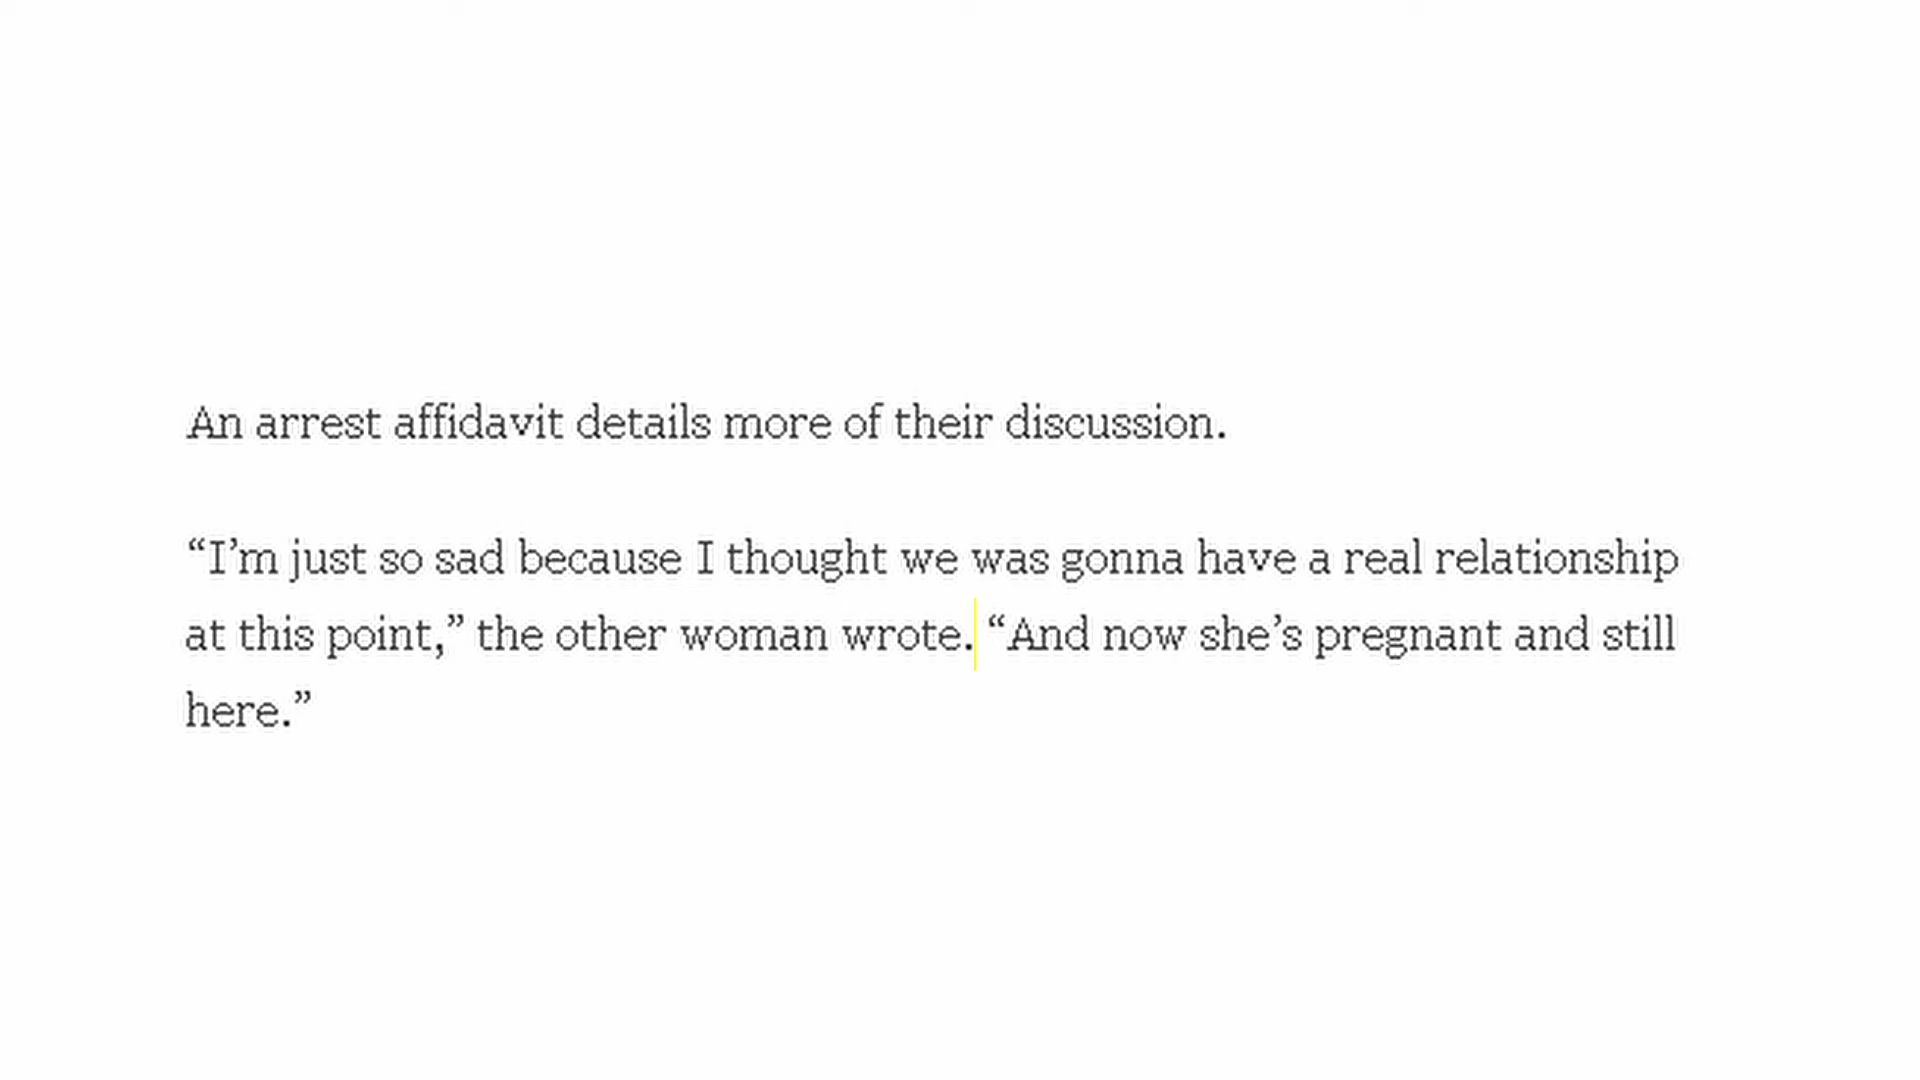 An arrest affidavit details more of their discussion.
“I’m just so sad because I thought we was gonna have a real relationship
at this point,” the other woman wrote. “And now she’s pregnant and still
here.”